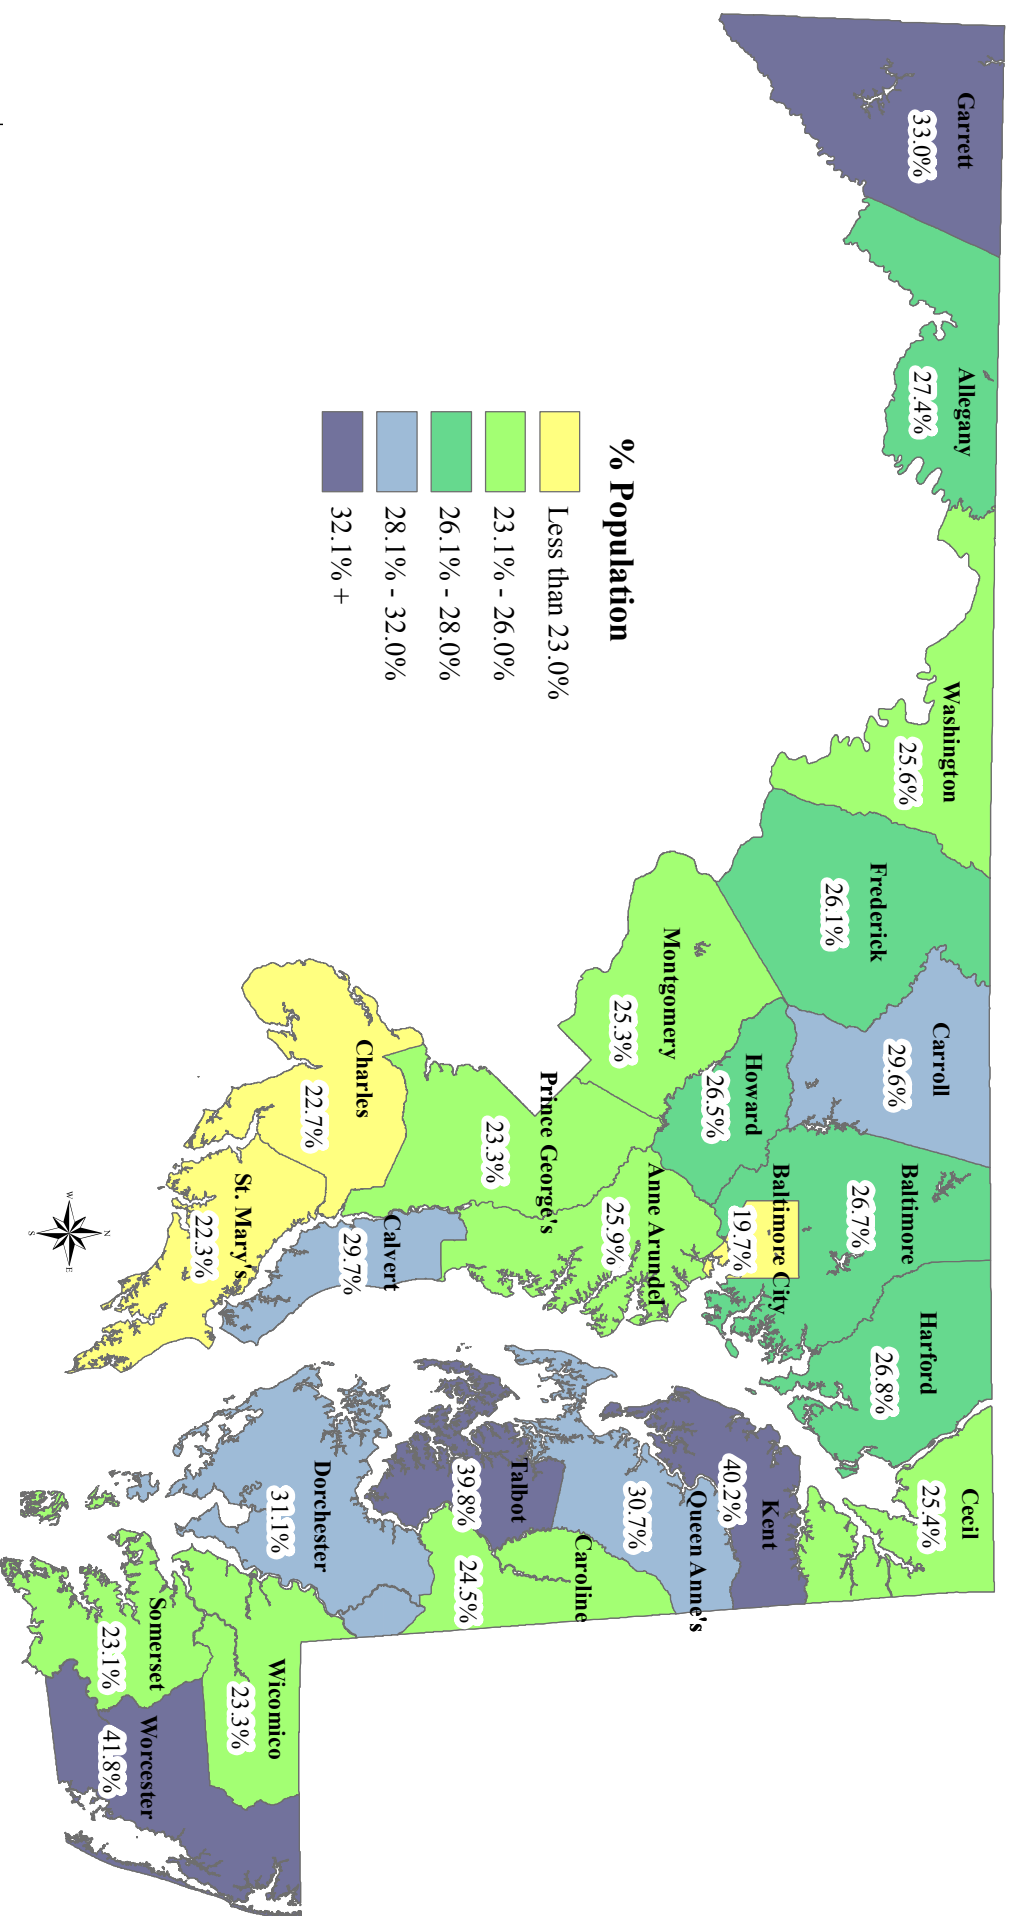 Garrett
33.0%
Allegany
27.4%
Washington
25.6%
Frederick
26.1%
Carroll
29.6%
Baltimore
26.7%
Harford
26.8%
Cecil
25.4%
Montgomery
25.3%
Howard
26.5%
Baltimore City
19.7%
Kent
40.2%
Queen Anne's
30.7%
Anne Arundel
25.9%
Prince George's
23.3%
Caroline
24.5%
Talbot
39.8%
Calvert
29.7%
Charles
22.7%
St. Mary's
22.3%
Dorchester
31.1%
Wicomico
23.3%
Somerset
23.1%
Worcester
41.8%
% Population
Less than 23.0%
23.1% - 26.0%
26.1% - 28.0%
28.1% - 32.0%
32.1% +
N
W
E
S